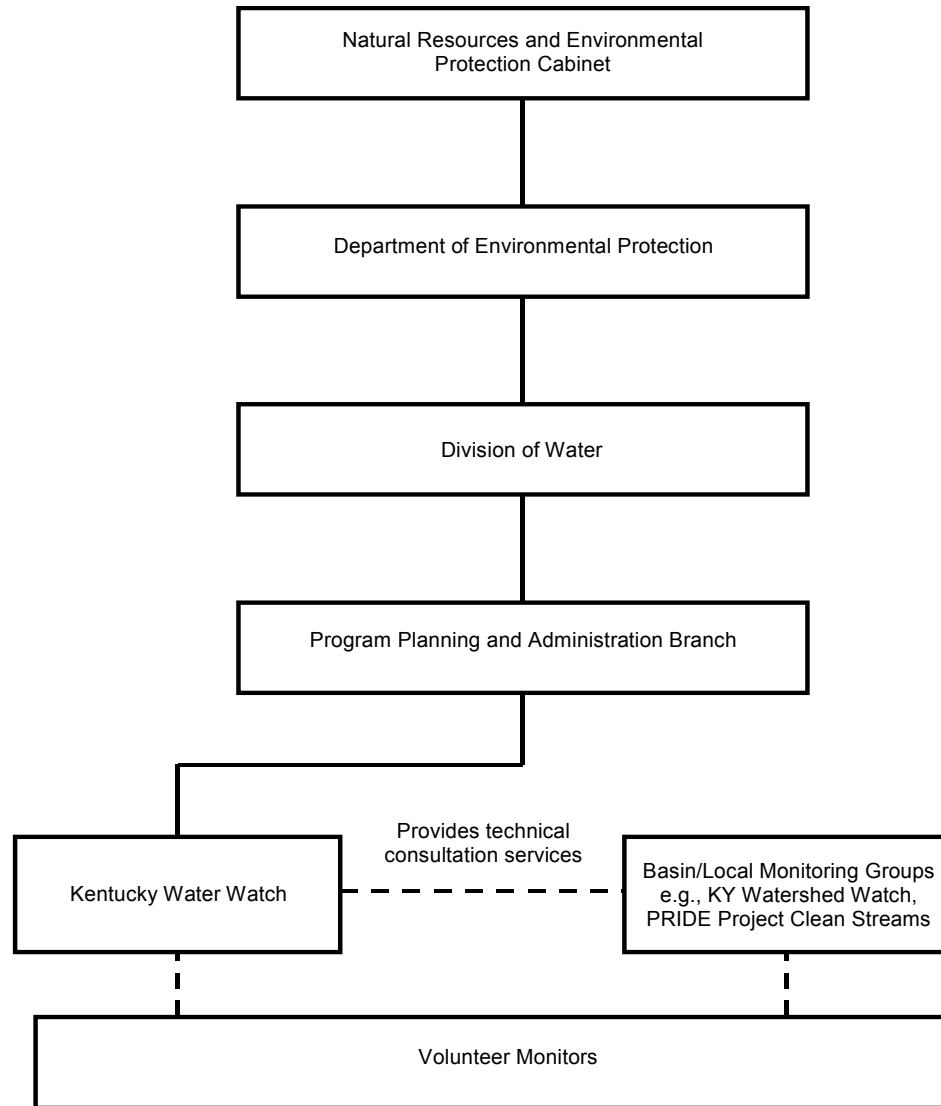 Natural Resources and Environmental
Protection Cabinet
Department of Environmental Protection
Division of Water
Program Planning and Administration Branch
Provides technical
consultation services
Kentucky Water Watch
Basin/Local Monitoring Groups
e.g., KY Watershed Watch,
PRIDE Project Clean Streams
Volunteer Monitors